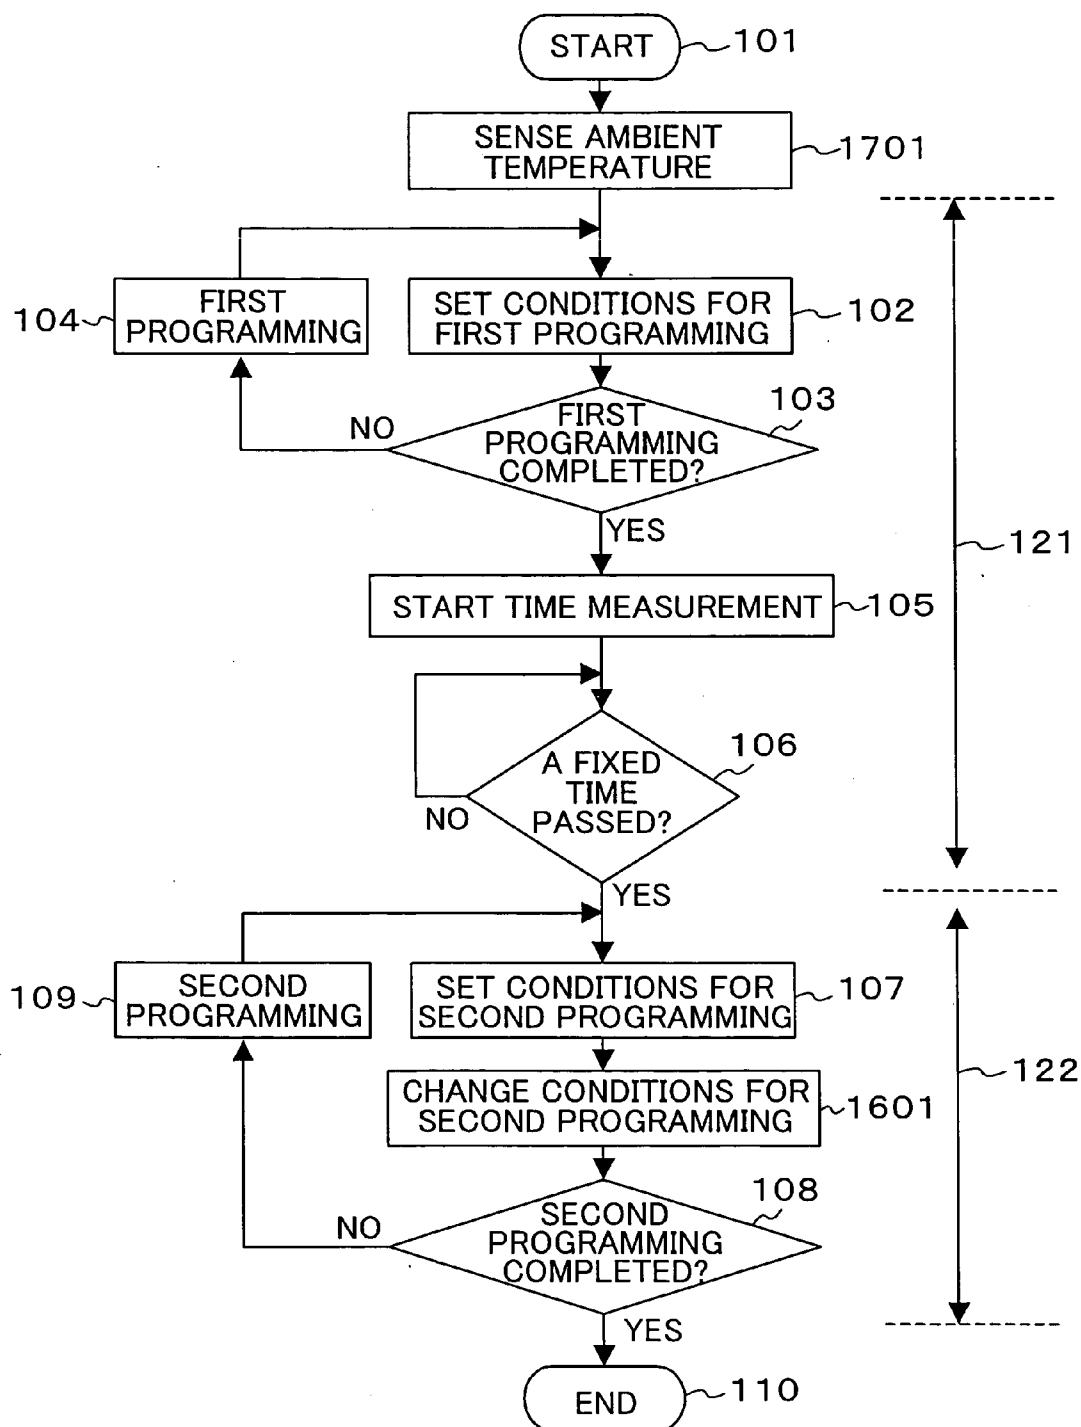 START
101
SENSE AMBIENT
TEMPERATURE
1701
FIRST
PROGRAMMING
104
SET CONDITIONS FOR
FIRST PROGRAMMING
102
103
FIRST
PROGRAMMING
COMPLETED?
NO
YES
121
START TIME MEASUREMENT
105
106
A FIXED
TIME
PASSED?
NO
YES
SECOND
PROGRAMMING
109
SET CONDITIONS FOR
SECOND PROGRAMMING
107
122
CHANGE CONDITIONS FOR
SECOND PROGRAMMING
1601
108
SECOND
PROGRAMMING
COMPLETED?
NO
YES
END
110